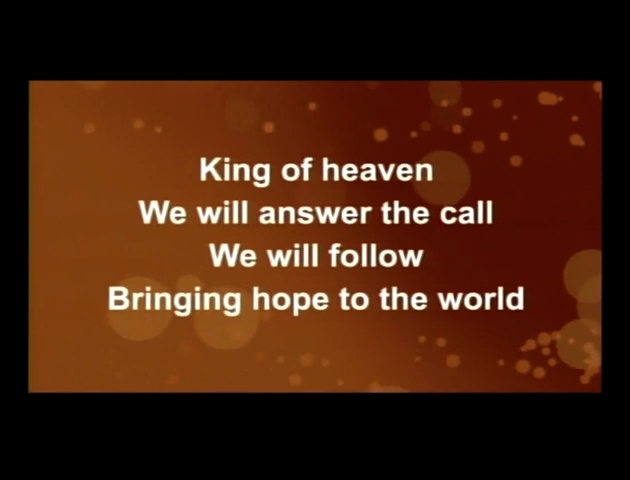 King of heaven
We will answer the call
We will follow
Bringing hope to the world